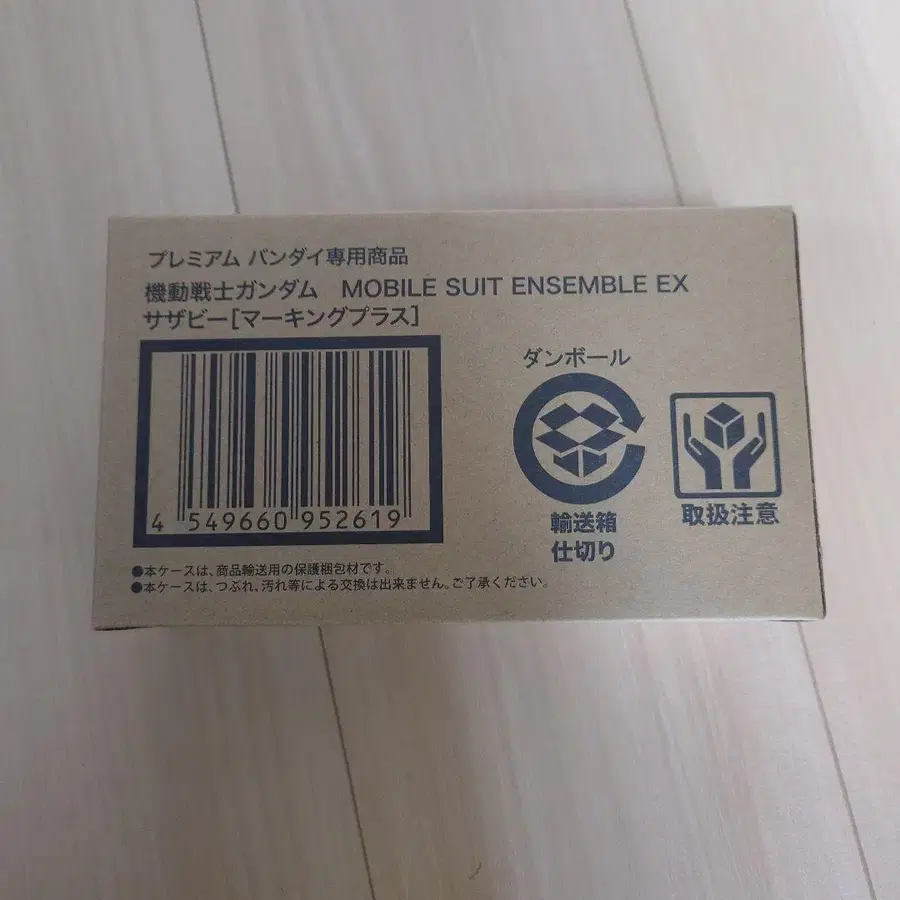 プレミアム バンダイ専用商品
機動戦士ガンダム　MOBILE SUIT ENSEMBLE EX
サザビー[マーキングプラス]
4 549660 952619
ダンボール
輸送箱
仕切り
取扱注意
●本ケースは、商品輸送用の保護梱包材です。
●本ケースは、つぶれ、汚れ等による交換は出来ません。ご了承ください。